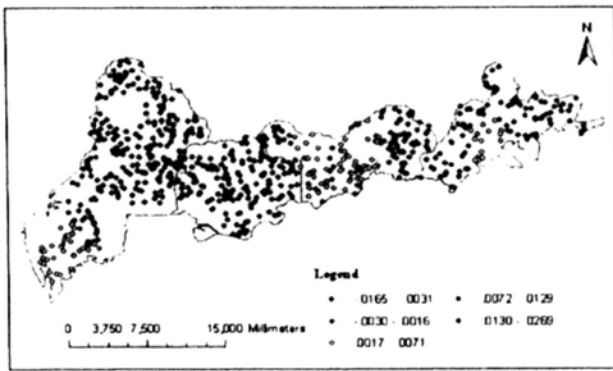 N
Legend
0165 0031 0072 0129
-0030 - 0016 0130 - 0269
0017 0071
0 3,750 7,500 15,000 Millimeters